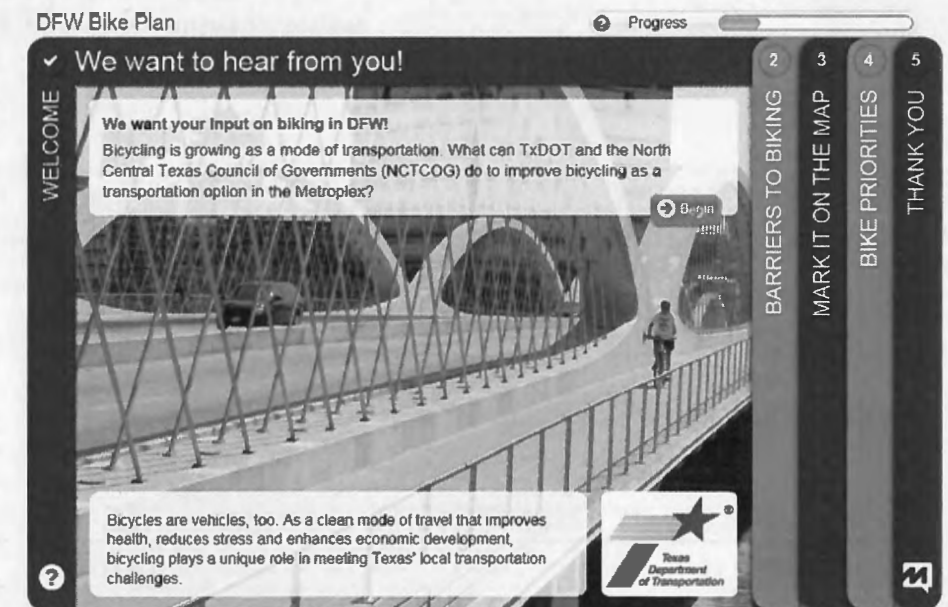 DFW Bike Plan
? Progress
We want to hear from you!
WELCOME
We want your Input on biking in DFW!
Bicycling is growing as a mode of transportation. What can TxDOT and the North
Central Texas Council of Governments (NCTCOG) do to improve bicycling as a
transportation option in the Metroplex?
Begin
Bicycles are vehicles, too. As a clean mode of travel that improves
health, reduces stress and enhances economic development,
bicycling plays a unique role in meeting Texas' local transportation
challenges.
®
Texas
Department
of Transportation
?
2
BARRIERS TO BIKING
3
MARK IT ON THE MAP
4
BIKE PRIORITIES
5
THANK YOU